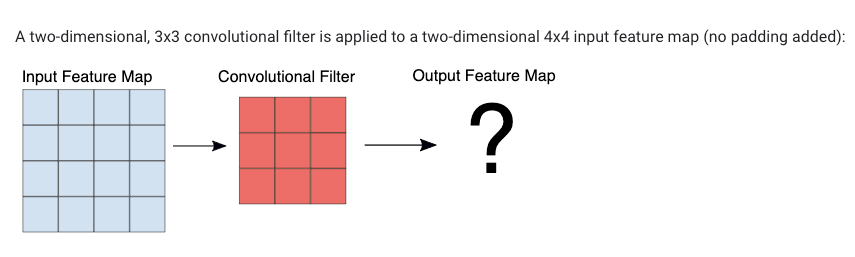 A two-dimensional, 3x3 convolutional filter is applied to a two-dimensional 4x4 input feature map (no padding added):
Input Feature Map
Convolutional Filter
Output Feature Map
?